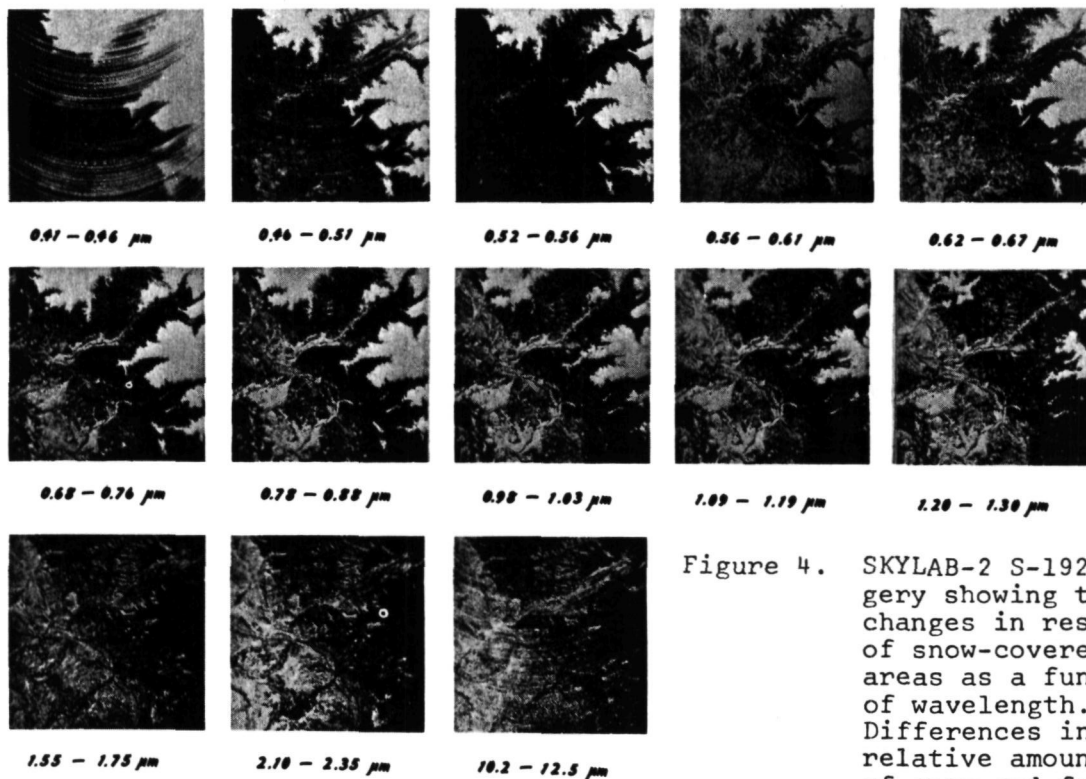 0.41 – 0.46 µm
0.46 – 0.51 µm
0.52 – 0.56 µm
0.56 – 0.61 µm
0.62 – 0.67 µm
0.68 – 0.76 µm
0.78 – 0.88 µm
0.98 – 1.03 µm
1.09 – 1.19 µm
1.20 – 1.30 µm
1.55 – 1.75 µm
2.10 – 2.35 µm
10.2 – 12.5 µm
Figure 4. SKYLAB-2 S-192
gery showing t
changes in res
of snow-covere
areas as a fun
of wavelength.
Differences in
relative amoun